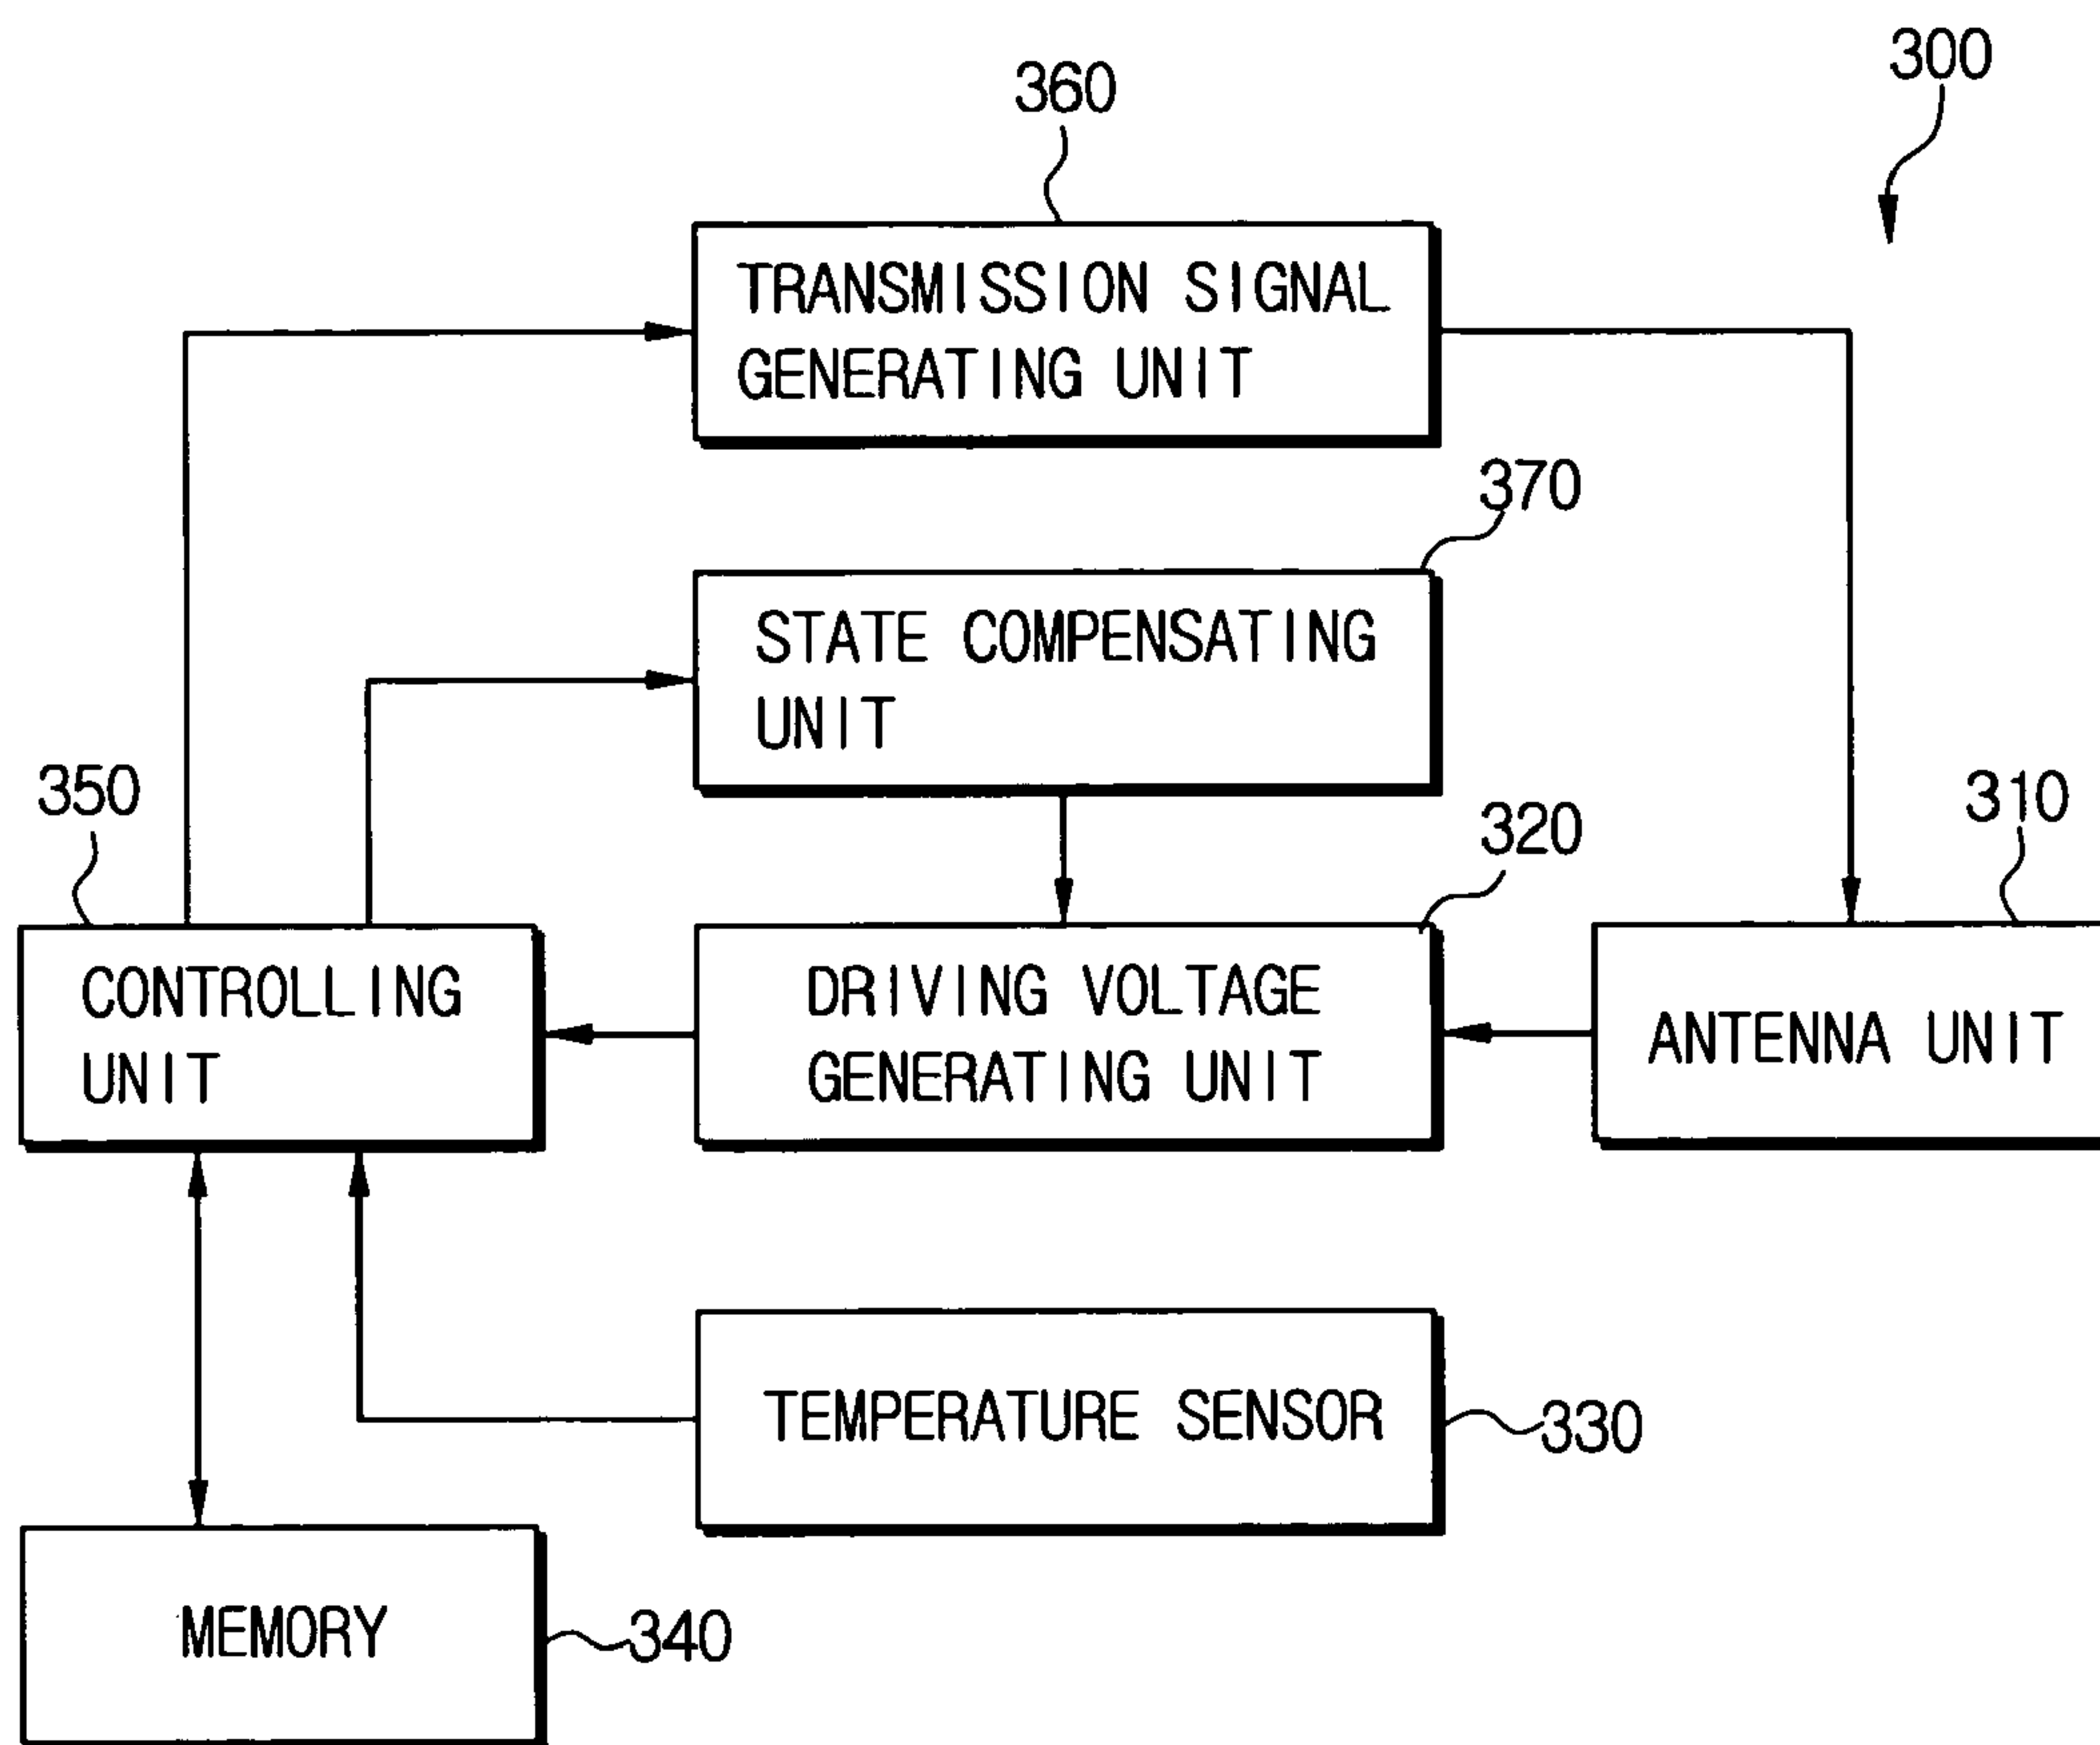 300
360
TRANSMISSION SIGNAL
GENERATING UNIT
370
STATE COMPENSATING
UNIT
350
320
310
CONTROLLING
UNIT
DRIVING VOLTAGE
GENERATING UNIT
ANTENNA UNIT
TEMPERATURE SENSOR
330
MEMORY
340